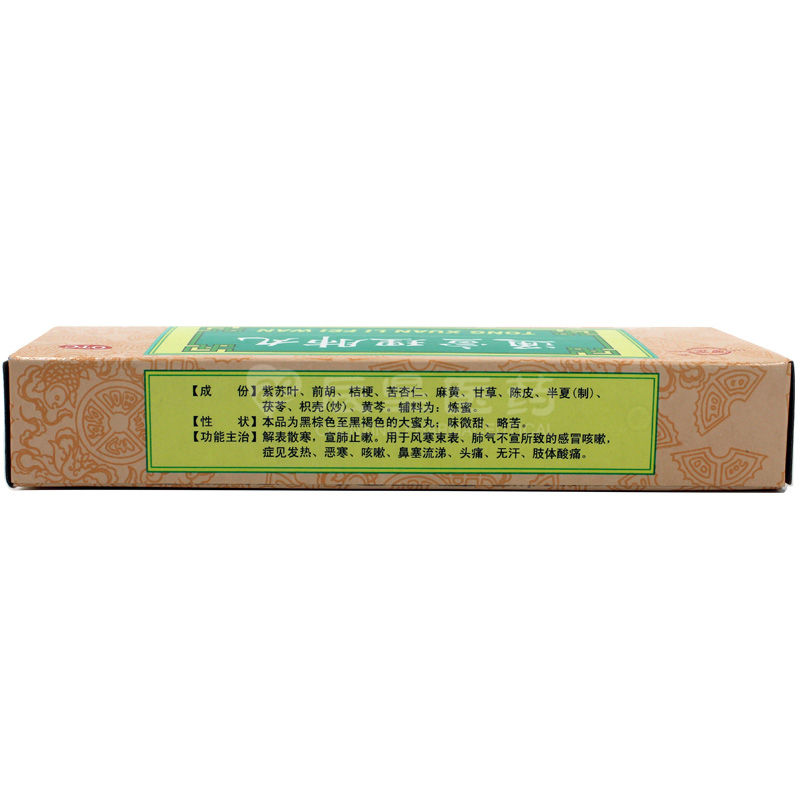 通宣理肺丸
TONG XUAN LI FEI WAN
OTC
【成 份】紫苏叶、前胡、桔梗、苦杏仁、麻黄、甘草、陈皮、半夏(制)、
茯苓、枳壳(炒)、黄芩。辅料为：炼蜜。
【性 状】本品为黑棕色至黑褐色的大蜜丸；味微甜、略苦。
【功能主治】解表散寒，宣肺止嗽。用于风寒束表、肺气不宣所致的感冒咳嗽，
症见发热、恶寒、咳嗽、鼻塞流涕、头痛、无汗、肢体酸痛。